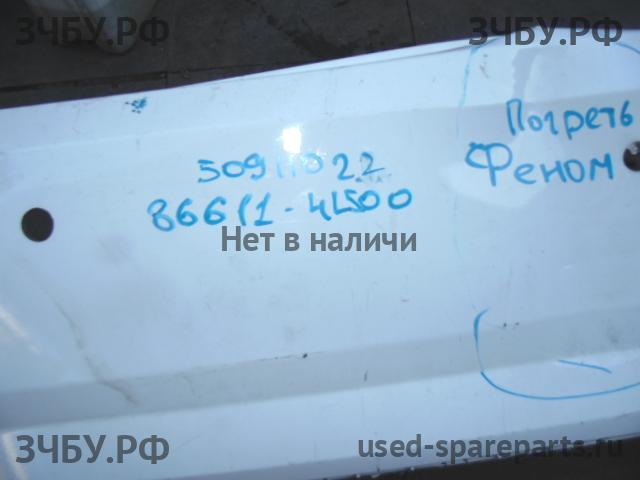 ЗЧБУ.РФ
ЗЧБУ.РФ
Погреть
Феном
50911022
86611-4L500
Нет в наличи
ЗЧБУ.РФ
used-spareparts.ru